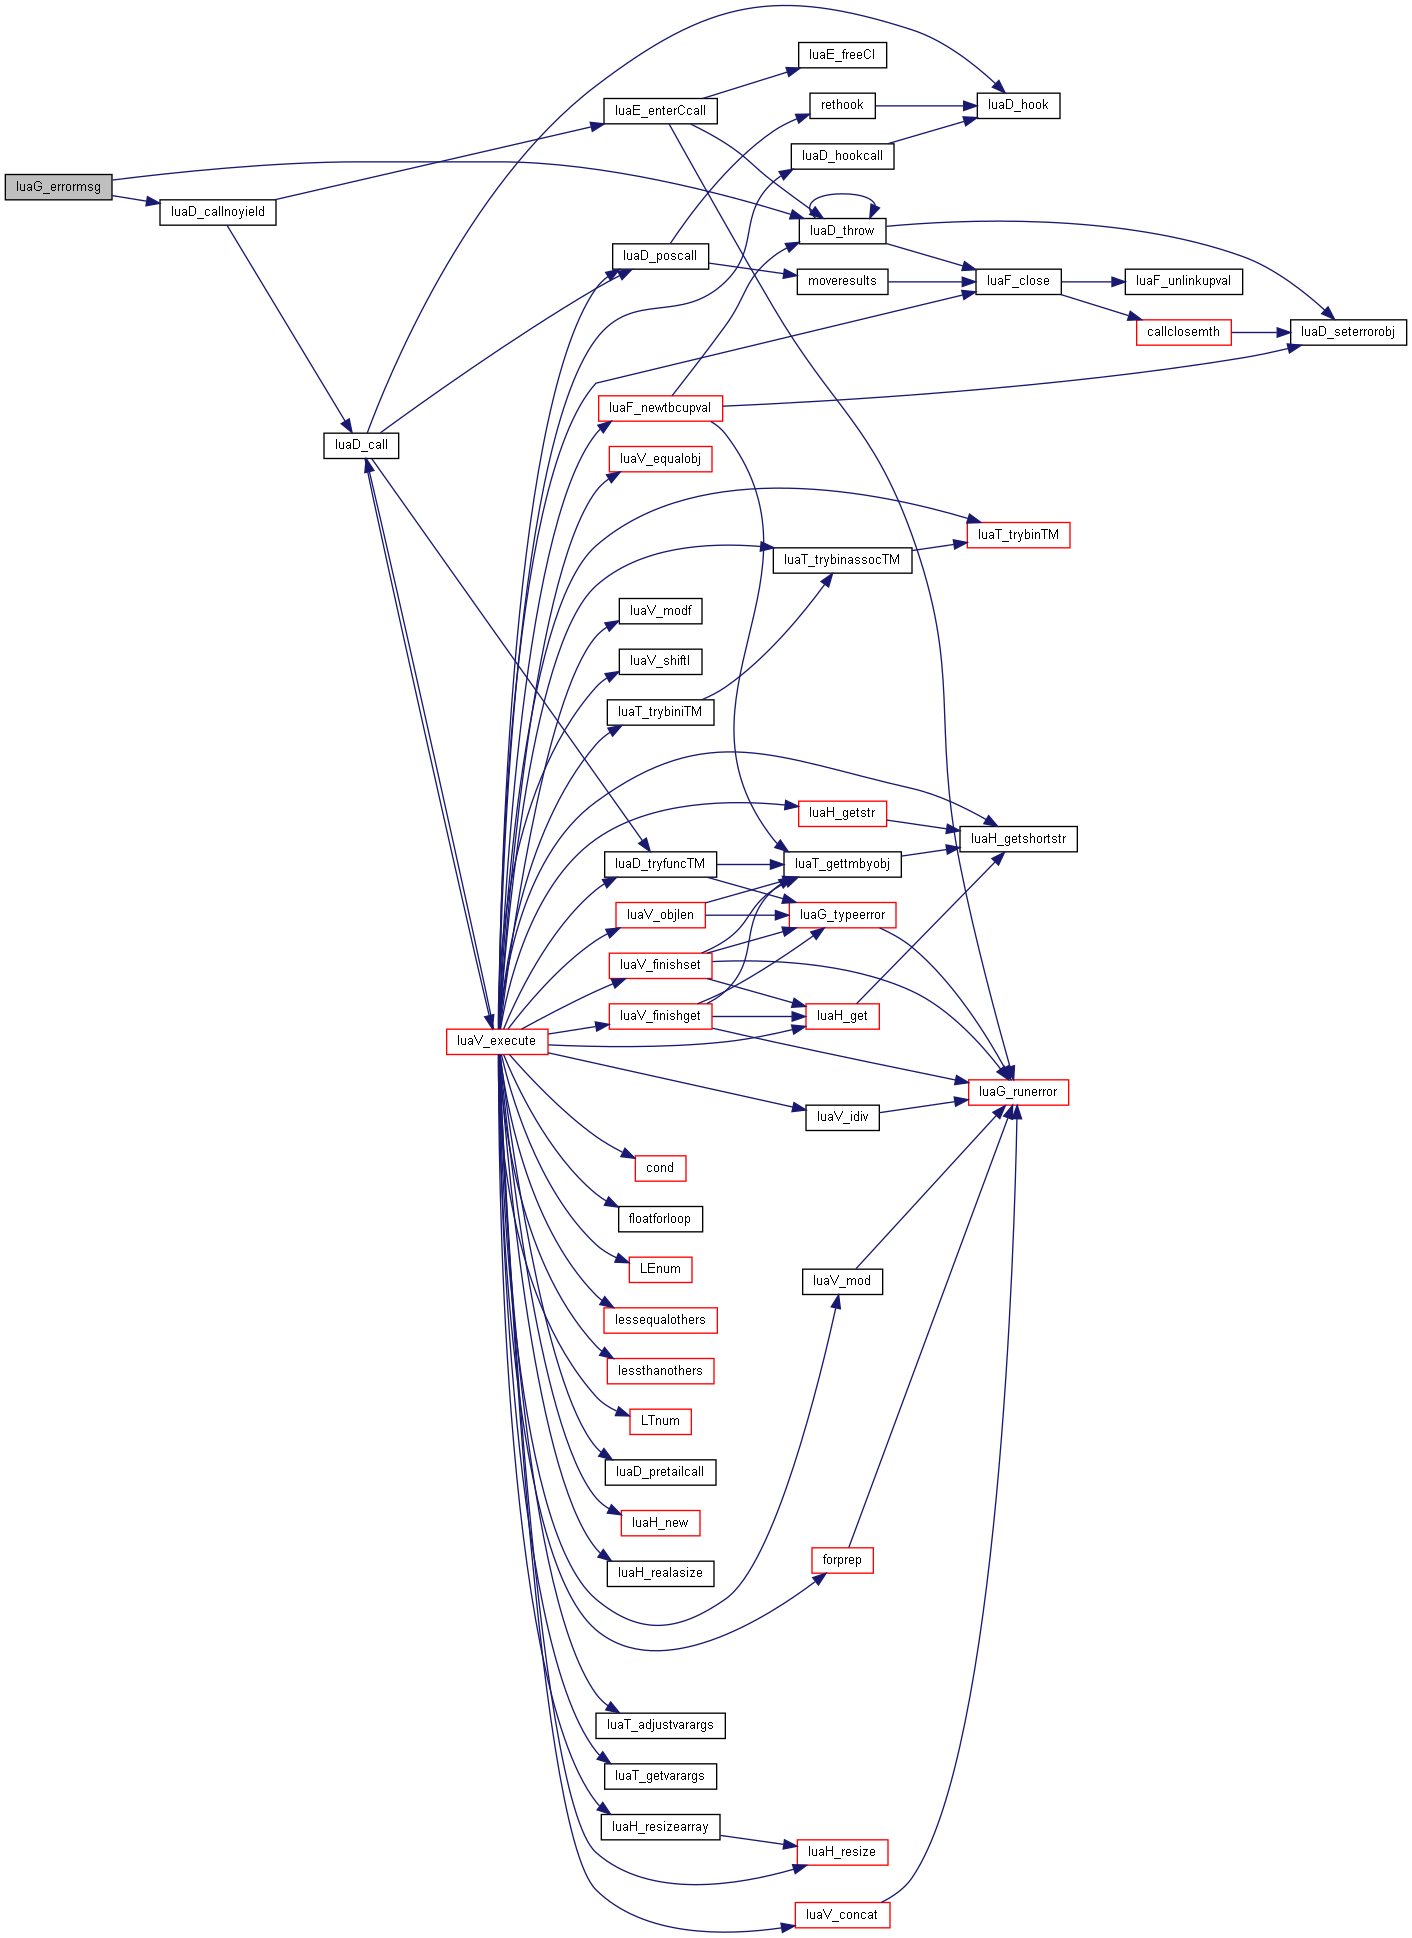 luaE_freeCI
luaE_enterCcall
rethook
luaD_hook
luaD_hookcall
luaG_errormsg
luaD_callnoyield
luaD_throw
luaD_poscall
moveresults
luaF_close
luaF_unlinkupval
callclosemth
luaD_seterrorobj
luaF_newtbcupval
luaD_call
luaV_equalobj
luaT_trybinTM
luaT_trybinassocTM
luaV_modf
luaV_shiftl
luaT_trybiniTM
luaH_getstr
luaH_getshortstr
luaD_tryfuncTM
luaT_gettmbyobj
luaV_objlen
luaG_typeerror
luaV_finishset
luaV_finishget
luaH_get
luaV_execute
luaG_runerror
luaV_idiv
cond
floatforloop
LEnum
luaV_mod
lessequalothers
lessthanothers
LTnum
luaD_pretailcall
luaH_new
forprep
luaH_realasize
luaT_adjustvarargs
luaT_getvarargs
luaH_resizearray
luaH_resize
luaV_concat